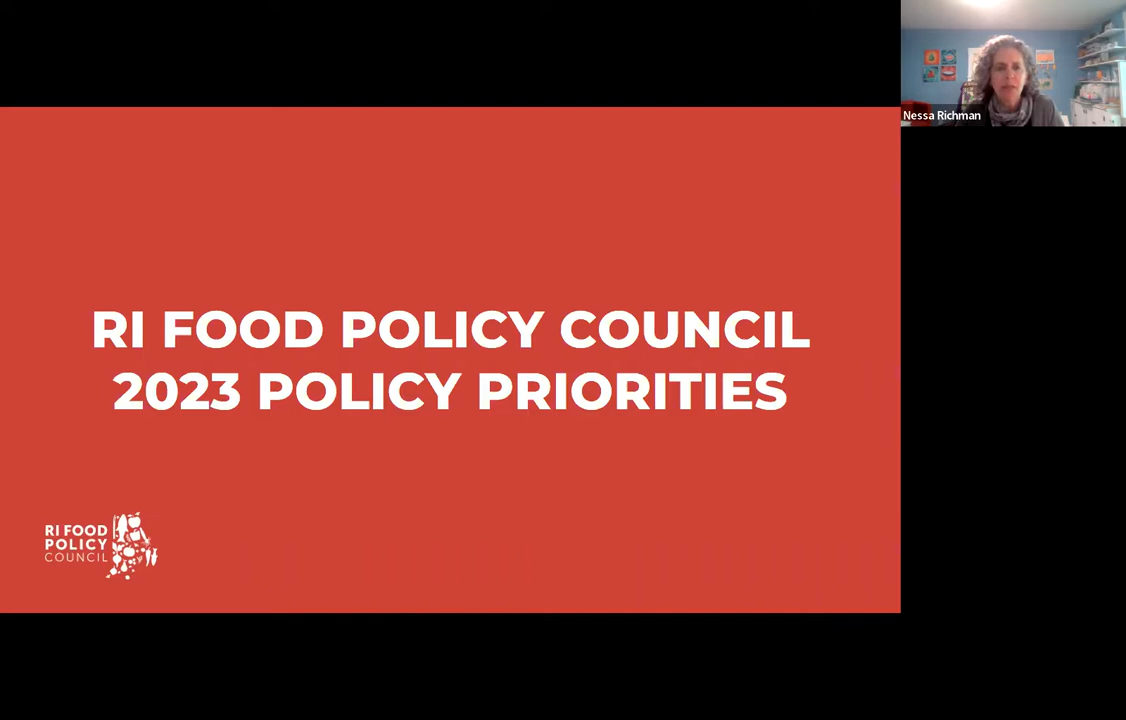 Nessa Richman
RI FOOD POLICY COUNCIL
2023 POLICY PRIORITIES
RI FOOD
POLICY
COUNCIL